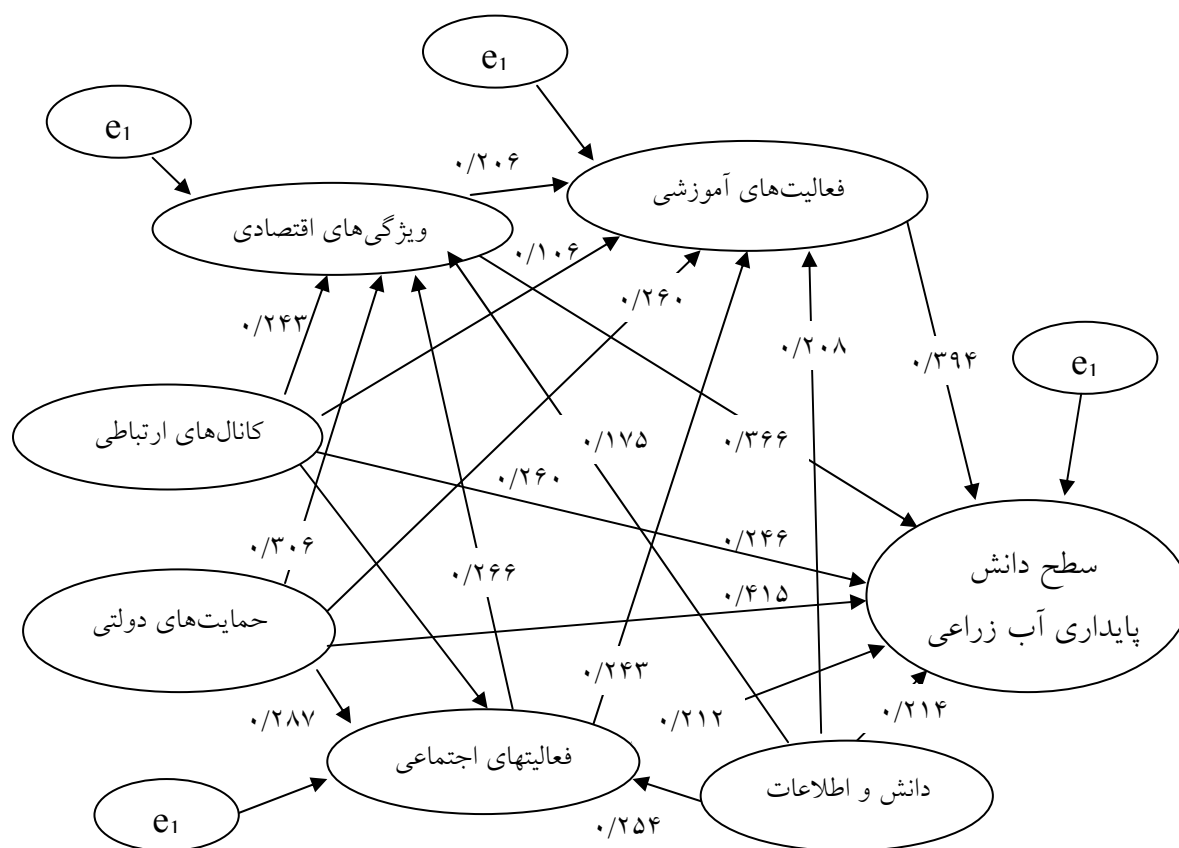 e₁
e₁
۰/۲۰۶
فعالیت‌های آموزشی
ویژگی‌های اقتصادی
۰/۱۰۶
۰/۲۶۰
۰/۲۴۳
۰/۲۰۸
۰/۳۹۴
e₁
کانال‌های ارتباطی
۰/۱۷۵
۰/۳۶۶
۰/۲۶۰
۰/۲۴۶
۰/۳۰۶
۰/۲۶۶
۰/۴۱۵
سطح دانش
پایداری آب زراعی
حمایت‌های دولتی
۰/۲۴۳
۰/۲۸۷
۰/۲۱۲
۰/۲۱۴
فعالیتهای اجتماعی
دانش و اطلاعات
e₁
۰/۲۵۴